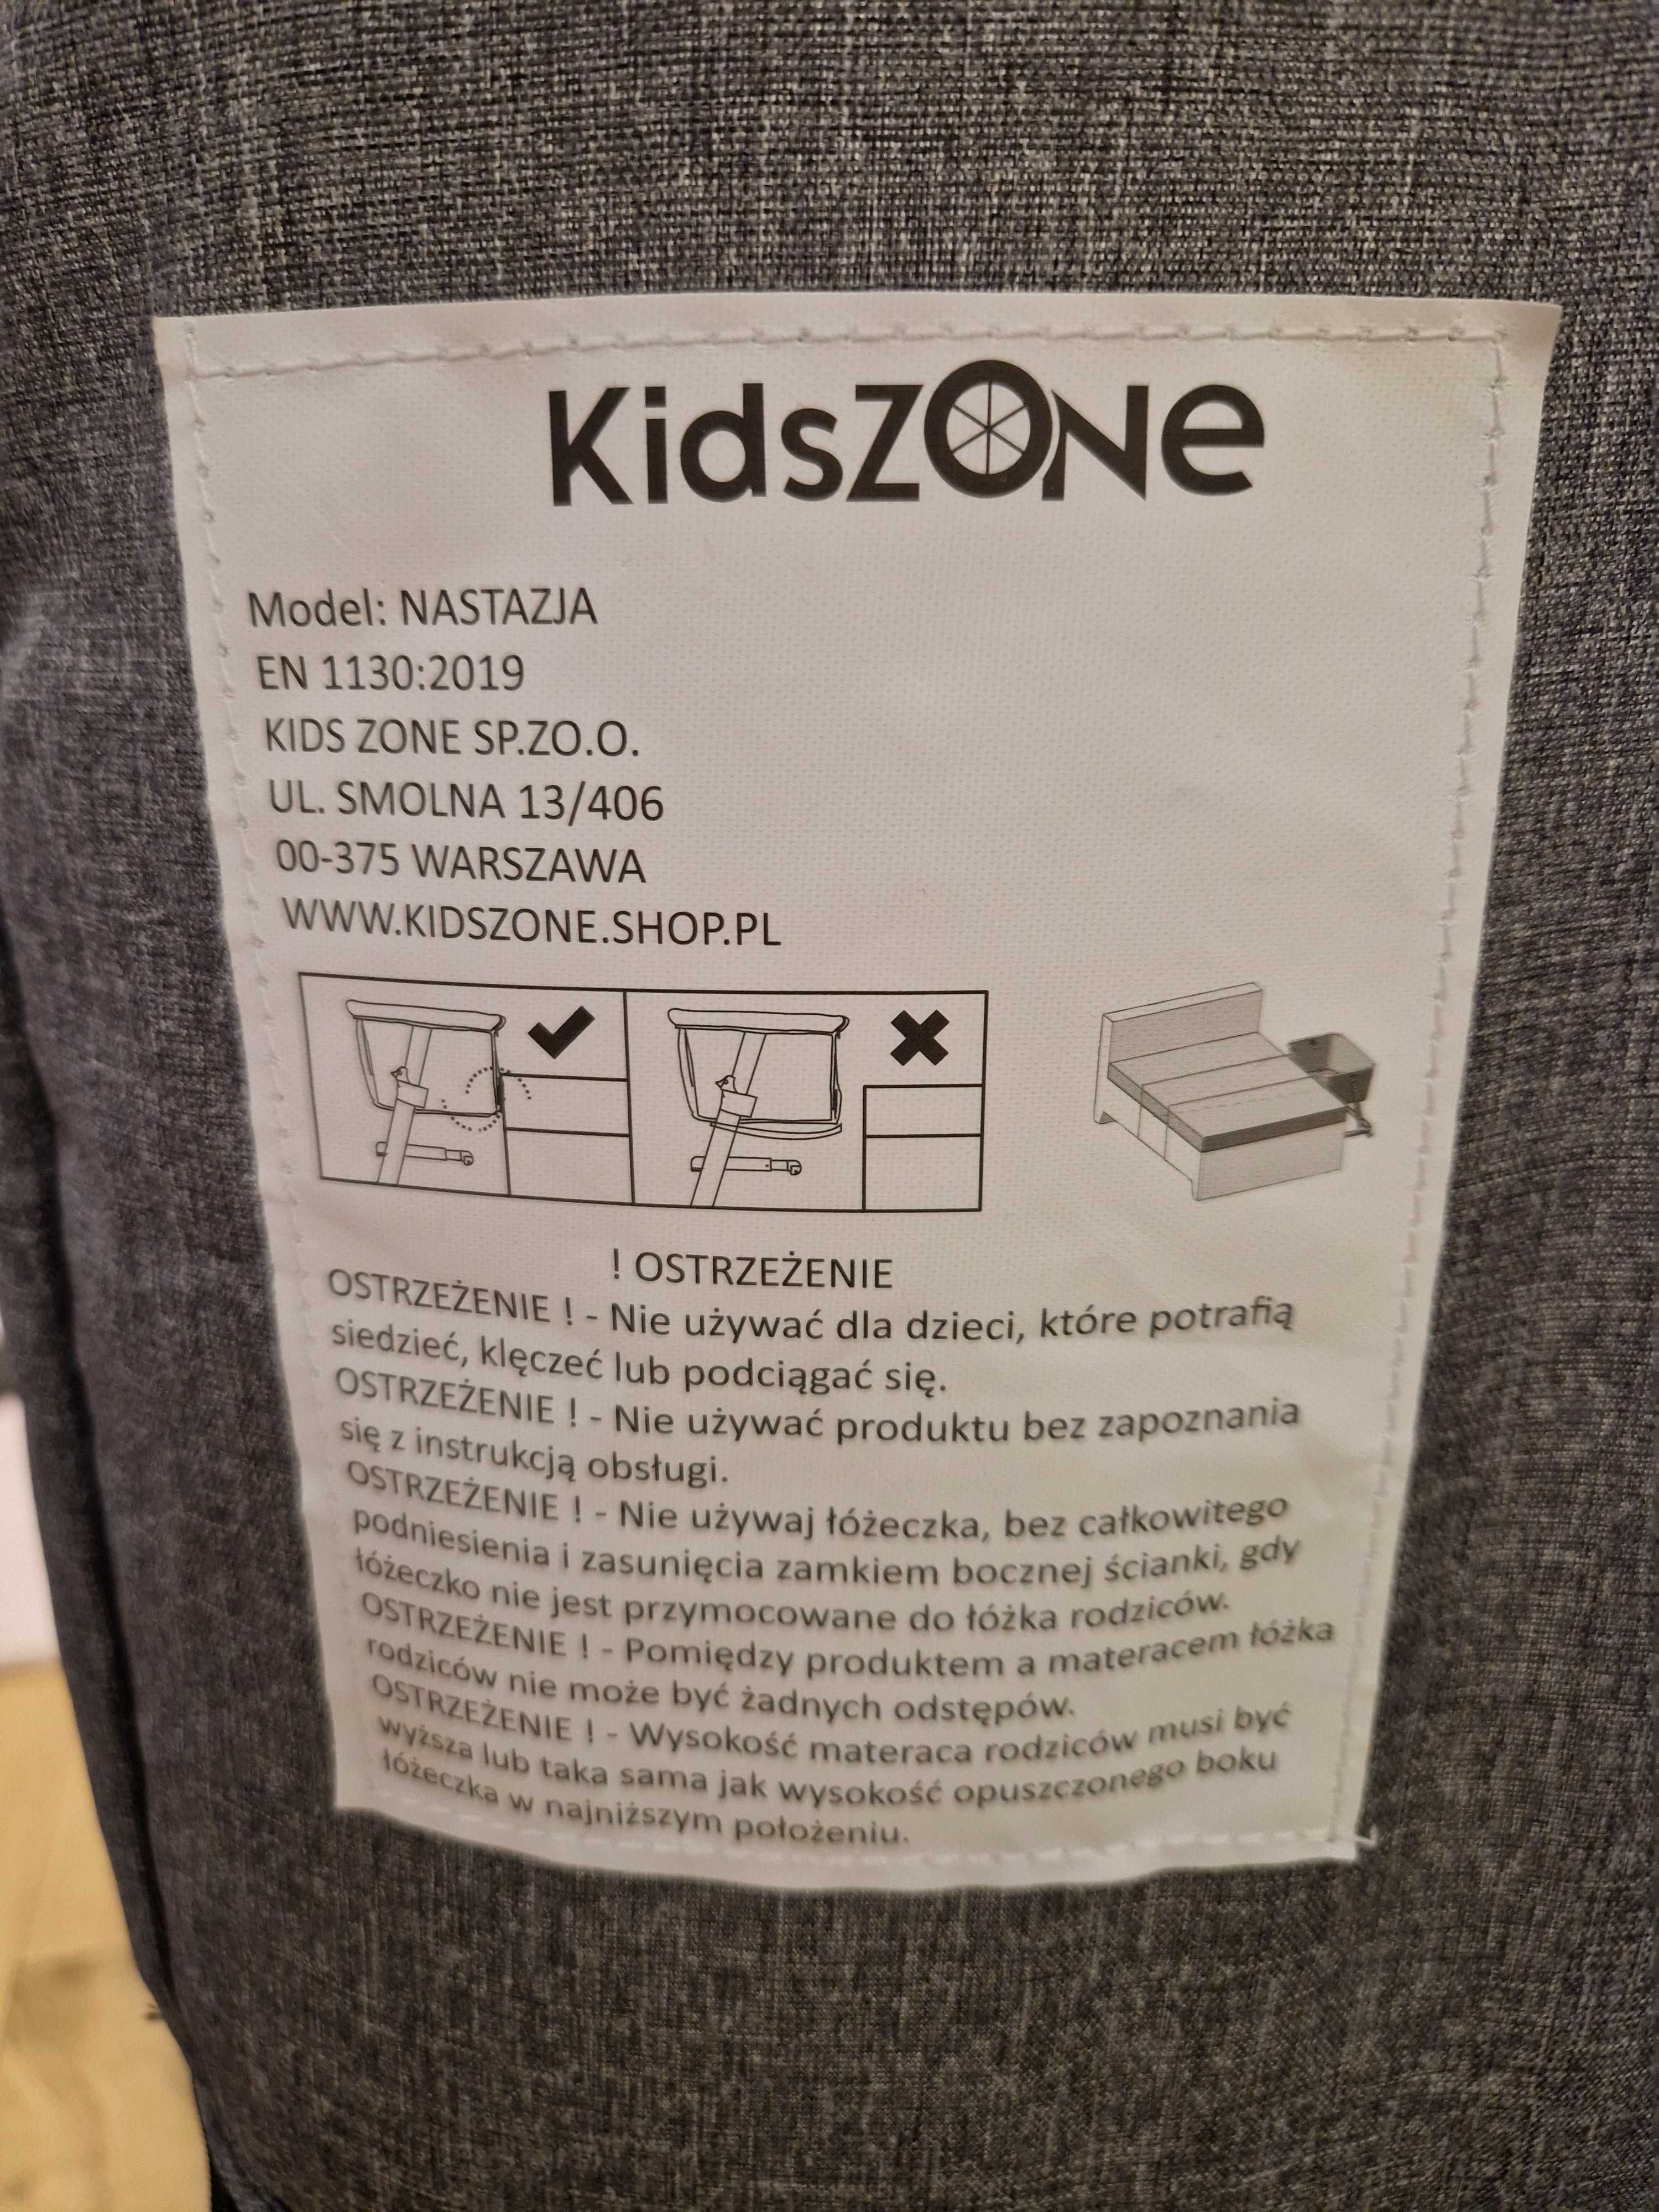 KidsZONe
Model: NASTAZJA
EN 1130:2019
KIDS ZONE SP.ZO.O.
UL. SMOLNA 13/406
00-375 WARSZAWA
WWW.KIDSZONE.SHOP.PL
! OSTRZEŻENIE
OSTRZEŻENIE ! - Nie używać dla dzieci, które potrafią
siedzieć, klęczeć lub podciągać się.
OSTRZEŻENIE ! - Nie używać produktu bez zapoznania
się z instrukcją obsługi.
OSTRZEŻENIE ! - Nie używaj łóżeczka, bez całkowitego
podniesienia i zasunięcia zamkiem bocznej ścianki, gdy
łóżeczko nie jest przymocowane do łóżka rodziców.
OSTRZEŻENIE ! - Pomiędzy produktem a materacem łóżka
rodziców nie może być żadnych odstępów.
OSTRZEŻENIE ! - Wysokość materaca rodziców musi być
wyższa lub taka sama jak wysokość opuszczonego boku
łóżeczka w najniższym położeniu.